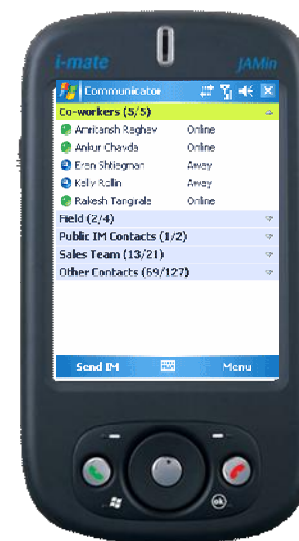 i-mate JAMin
Communicator
Co-workers (5/5)
Amritansh Raghav Online
Ankur Chavda Online
Eran Shtiegman Away
Kelly Rollin Away
Rakesh Tangirala Online
Field (2/4)
Public IM Contacts (1/2)
Sales Team (13/21)
Other Contacts (69/127)
Send IM Menu
ok